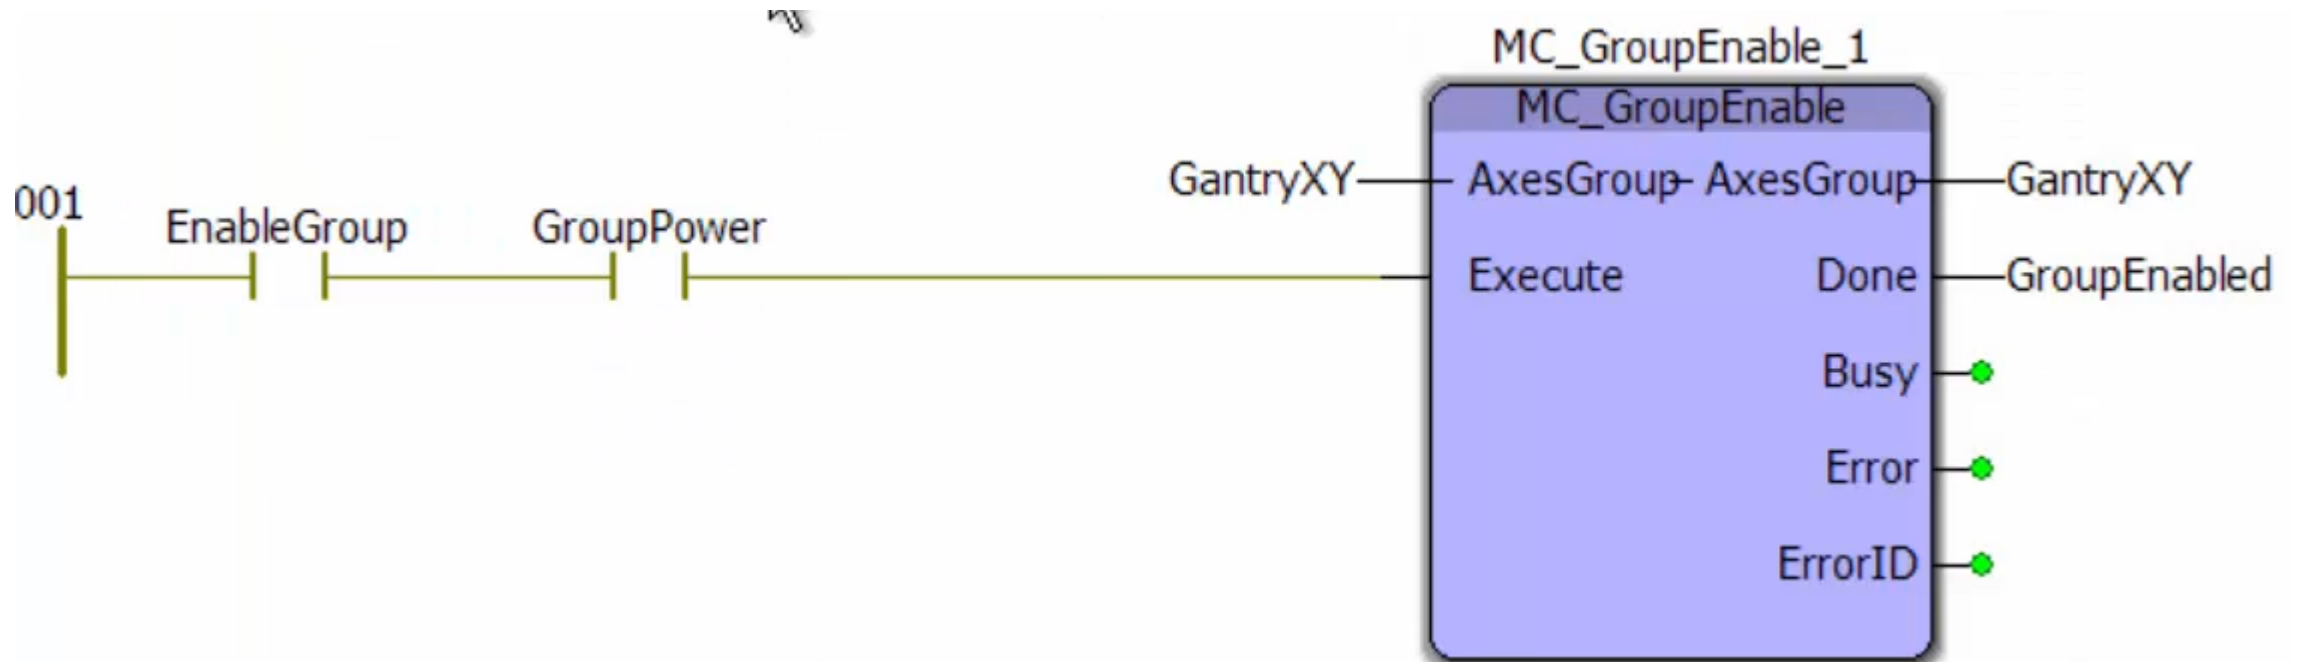 MC_GroupEnable_1
MC_GroupEnable
GantryXY AxesGroup AxesGroup GantryXY
001
EnableGroup GroupPower
Execute Done GroupEnabled
Busy
Error
ErrorID